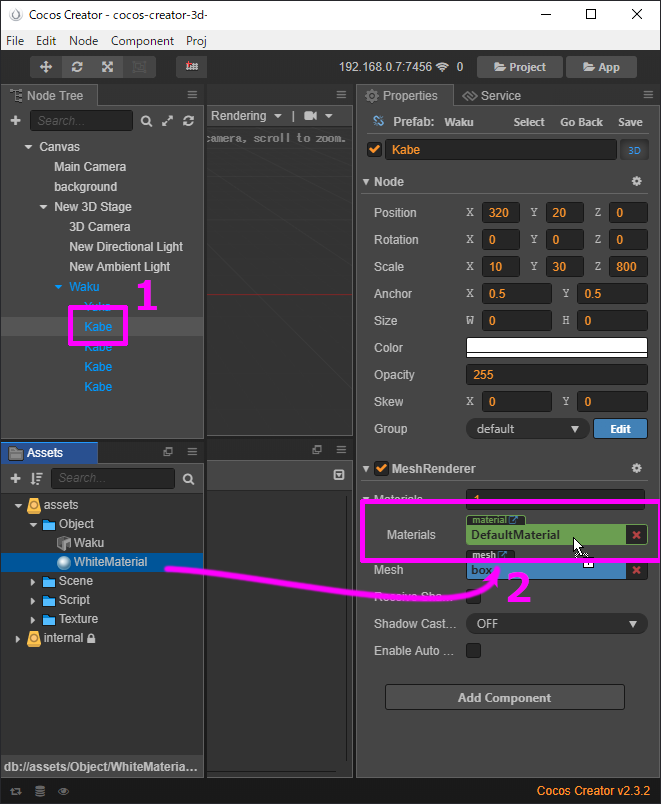 Cocos Creator - cocos-creator-3d-
File Edit Node Component Proj
192.168.0.7:7456 0 Project App
Node Tree
Search...
Canvas
Main Camera
background
New 3D Stage
3D Camera
New Directional Light
New Ambient Light
Waku
1
Yuka
Kabe
Kabe
Kabe
Kabe
Rendering
camera, scroll to zoom.
Assets
Search...
assets
Object
Waku
WhiteMaterial
Scene
Script
Texture
internal
db://assets/Object/WhiteMateria...
Properties Service
Prefab: Waku Select Go Back Save
Kabe 3D
Node
Position X 320 Y 20 Z 0
Rotation X 0 Y 0 Z 0
Scale X 10 Y 30 Z 800
Anchor X 0.5 Y 0.5
Size W 0 H 0
Color
Opacity 255
Skew X 0 Y 0
Group default Edit
MeshRenderer
Materials 1
material
Materials DefaultMaterial
mesh
Mesh box
2
Receive Sha...
Shadow Cast... OFF
Enable Auto ...
Add Component
Cocos Creator v2.3.2